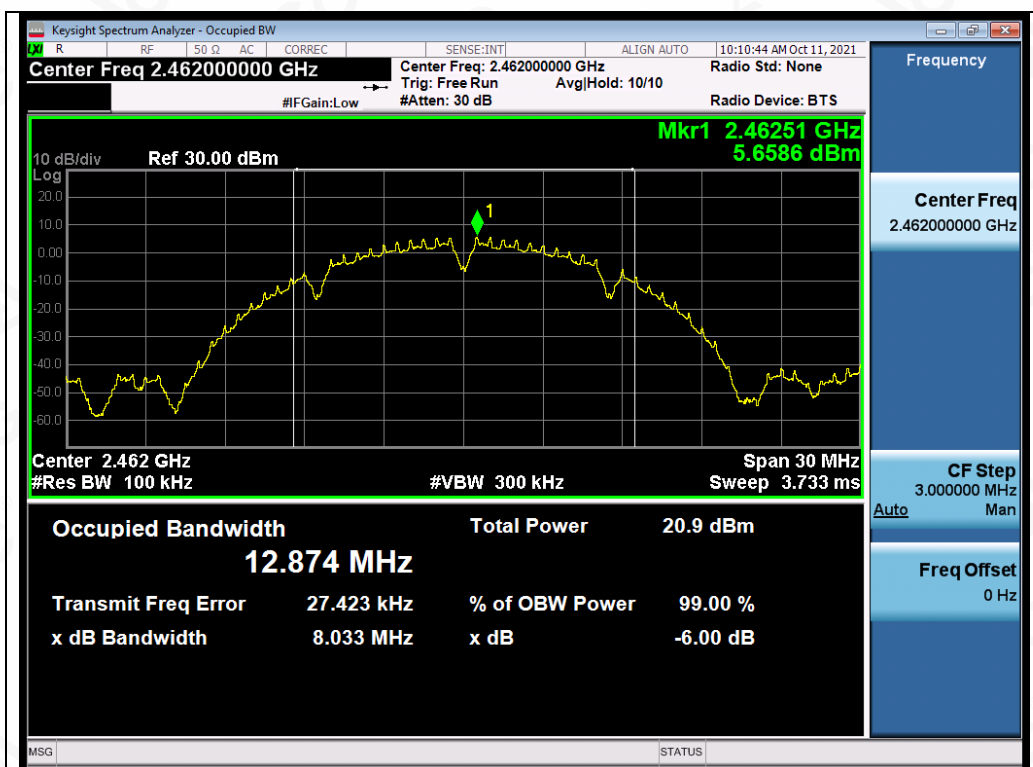 Keysight Spectrum Analyzer - Occupied BW
LXI R RF 50 Ω AC CORREC SENSE:INT ALIGN AUTO 10:10:44 AM Oct 11, 2021
Center Freq 2.462000000 GHz
Center Freq: 2.462000000 GHz
Radio Std: None
Trig: Free Run Avg|Hold: 10/10
#IFGain:Low #Atten: 30 dB Radio Device: BTS
Mkr1 2.46251 GHz
5.6586 dBm
10 dB/div Ref 30.00 dBm
Log
20.0
1
10.0
0.00
-10.0
-20.0
-30.0
-40.0
-50.0
-60.0
Center 2.462 GHz Span 30 MHz
#Res BW 100 kHz #VBW 300 kHz Sweep 3.733 ms
Occupied Bandwidth Total Power 20.9 dBm
12.874 MHz
Transmit Freq Error 27.423 kHz % of OBW Power 99.00 %
x dB Bandwidth 8.033 MHz x dB -6.00 dB
Frequency
Center Freq
2.462000000 GHz
CF Step
3.000000 MHz
Auto Man
Freq Offset
0 Hz
MSG STATUS